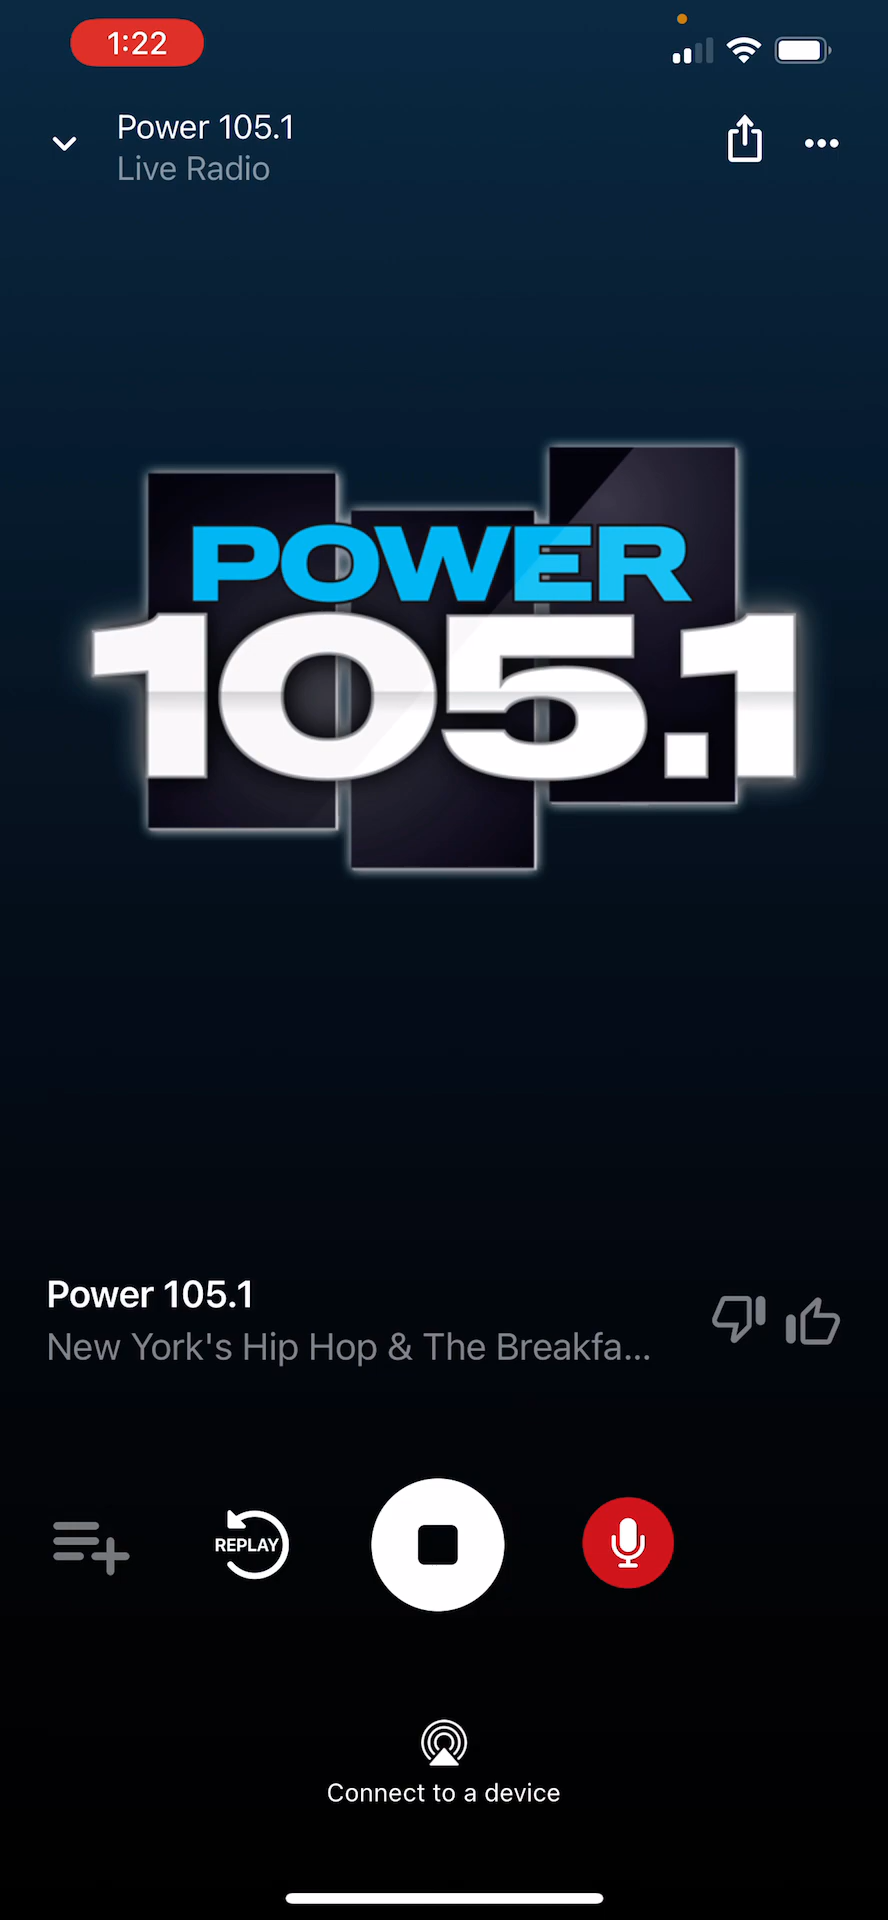 1:22
Power 105.1
Live Radio
POWER
105.1
Power 105.1
New York's Hip Hop & The Breakfa...
REPLAY
Connect to a device